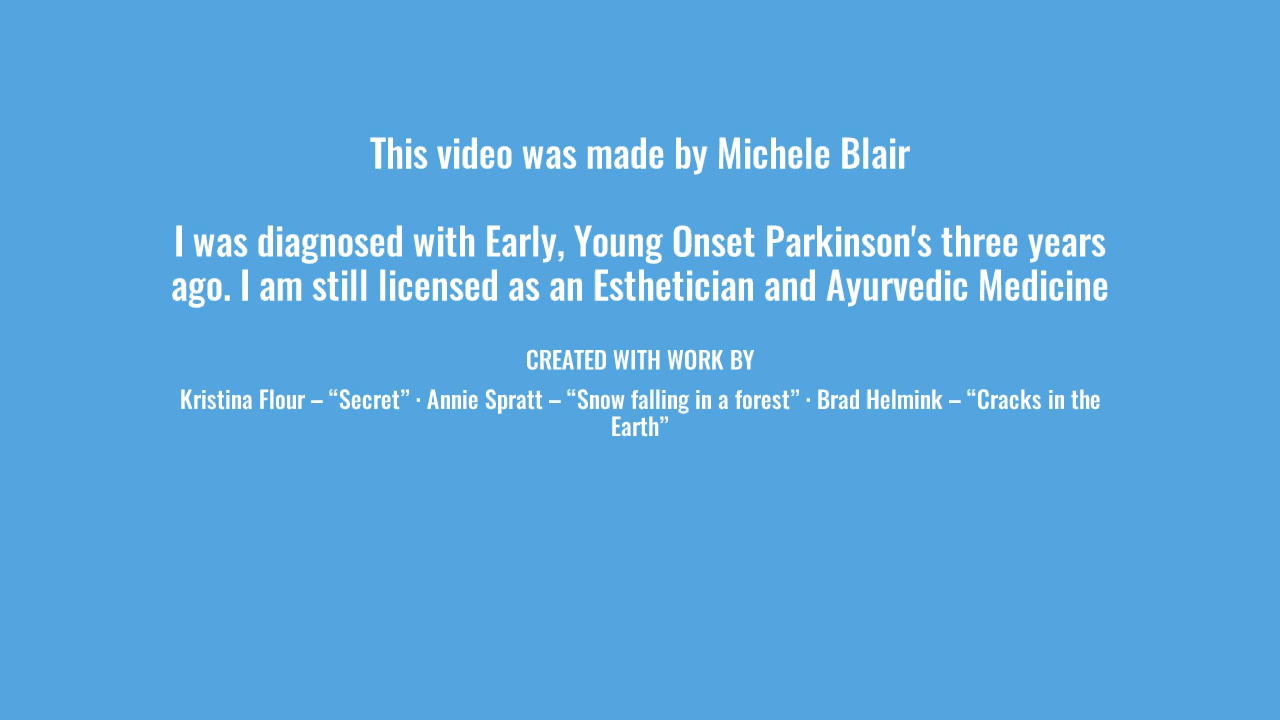 This video was made by Michele Blair
I was diagnosed with Early, Young Onset Parkinson's three years
ago. I am still licensed as an Esthetician and Ayurvedic Medicine
CREATED WITH WORK BY
Kristina Flour – “Secret” · Annie Spratt – “Snow falling in a forest” · Brad Helmink – “Cracks in the
Earth”